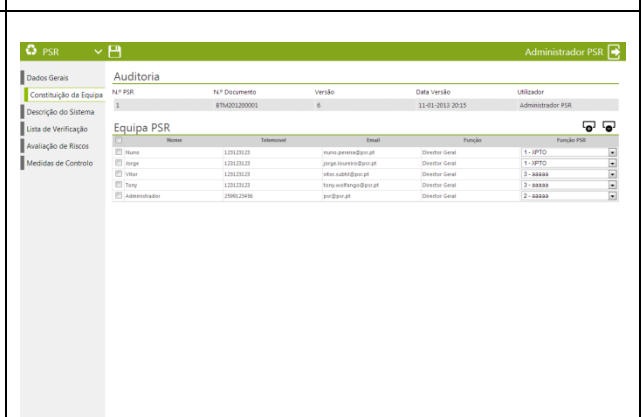 PSR Administrador PSR
Dados Gerais
Constituição da Equipa
Descrição do Sistema
Lista de Verificação
Avaliação de Riscos
Medidas de Controlo
Auditoria
N.º PSR N.º Documento Versão Data Versão Utilizador
1 BTM201200001 6 11-01-2013 20:15 Administrador PSR
Equipa PSR
Nome Telemovel Email Função Função PSR
Nuno 123123123 nuno.pereira@psr.pt Director Geral 1 - XPTO
Jorge 123123123 jorge.loureiro@psr.pt Director Geral 1 - XPTO
Vitor 123123123 vitor.subtil@psr.pt Director Geral 3 - aaaaa
Tony 123123123 tony.wolfango@psr.pt Director Geral 3 - aaaaa
Administrador 2599123456 psr@psr.pt Director Geral 2 - aaaaa